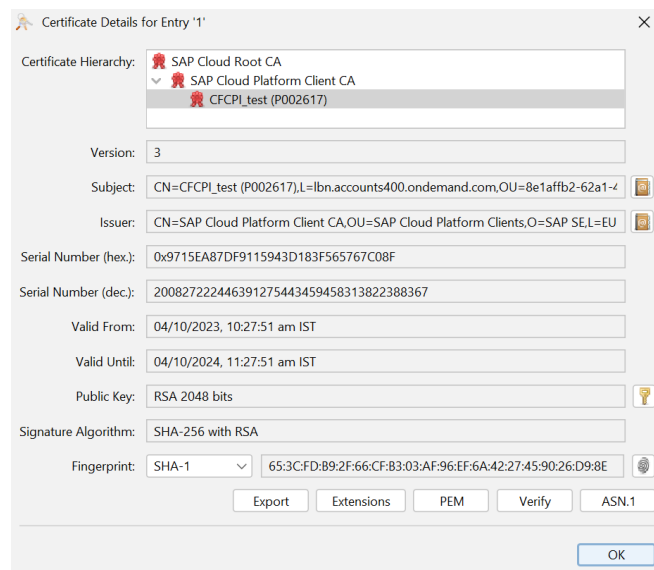 Certificate Details for Entry '1'
Certificate Hierarchy:
SAP Cloud Root CA
SAP Cloud Platform Client CA
CFCPI_test (P002617)
Version: 3
Subject: CN=CFCPI_test (P002617),L=lbn.accounts400.ondemand.com,OU=8e1affb2-62a1-4
Issuer: CN=SAP Cloud Platform Client CA,OU=SAP Cloud Platform Clients,O=SAP SE,L=EU
Serial Number (hex.): 0x9715EA87DF9115943D183F565767C08F
Serial Number (dec.): 200827222446391275443459458313822388367
Valid From: 04/10/2023, 10:27:51 am IST
Valid Until: 04/10/2024, 11:27:51 am IST
Public Key: RSA 2048 bits
Signature Algorithm: SHA-256 with RSA
Fingerprint: SHA-1 65:3C:FD:B9:2F:66:CF:B3:03:AF:96:EF:6A:42:27:45:90:26:D9:8E
Export Extensions PEM Verify ASN.1
OK